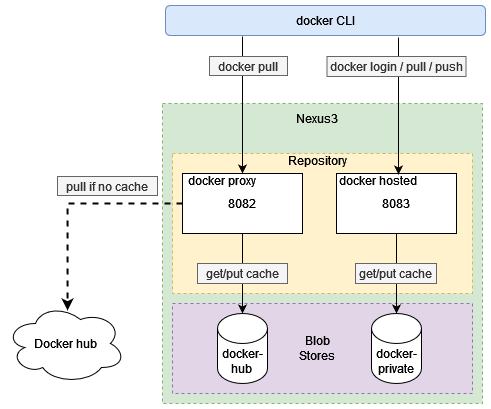 docker CLI
docker pull
docker login / pull / push
Nexus3
Repository
pull if no cache
docker proxy
8082
docker hosted
8083
get/put cache
get/put cache
Docker hub
docker-
hub
Blob
Stores
docker-
private